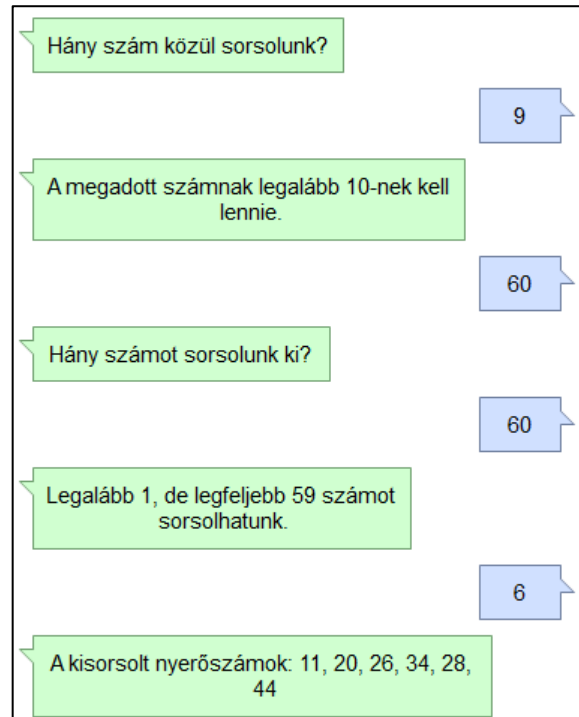 Hány szám közül sorsolunk?
9
A megadott számnak legalább 10-nek kell
lennie.
60
Hány számot sorsolunk ki?
60
Legalább 1, de legfeljebb 59 számot
sorsolhatunk.
6
A kisorsolt nyerőszámok: 11, 20, 26, 34, 28,
44